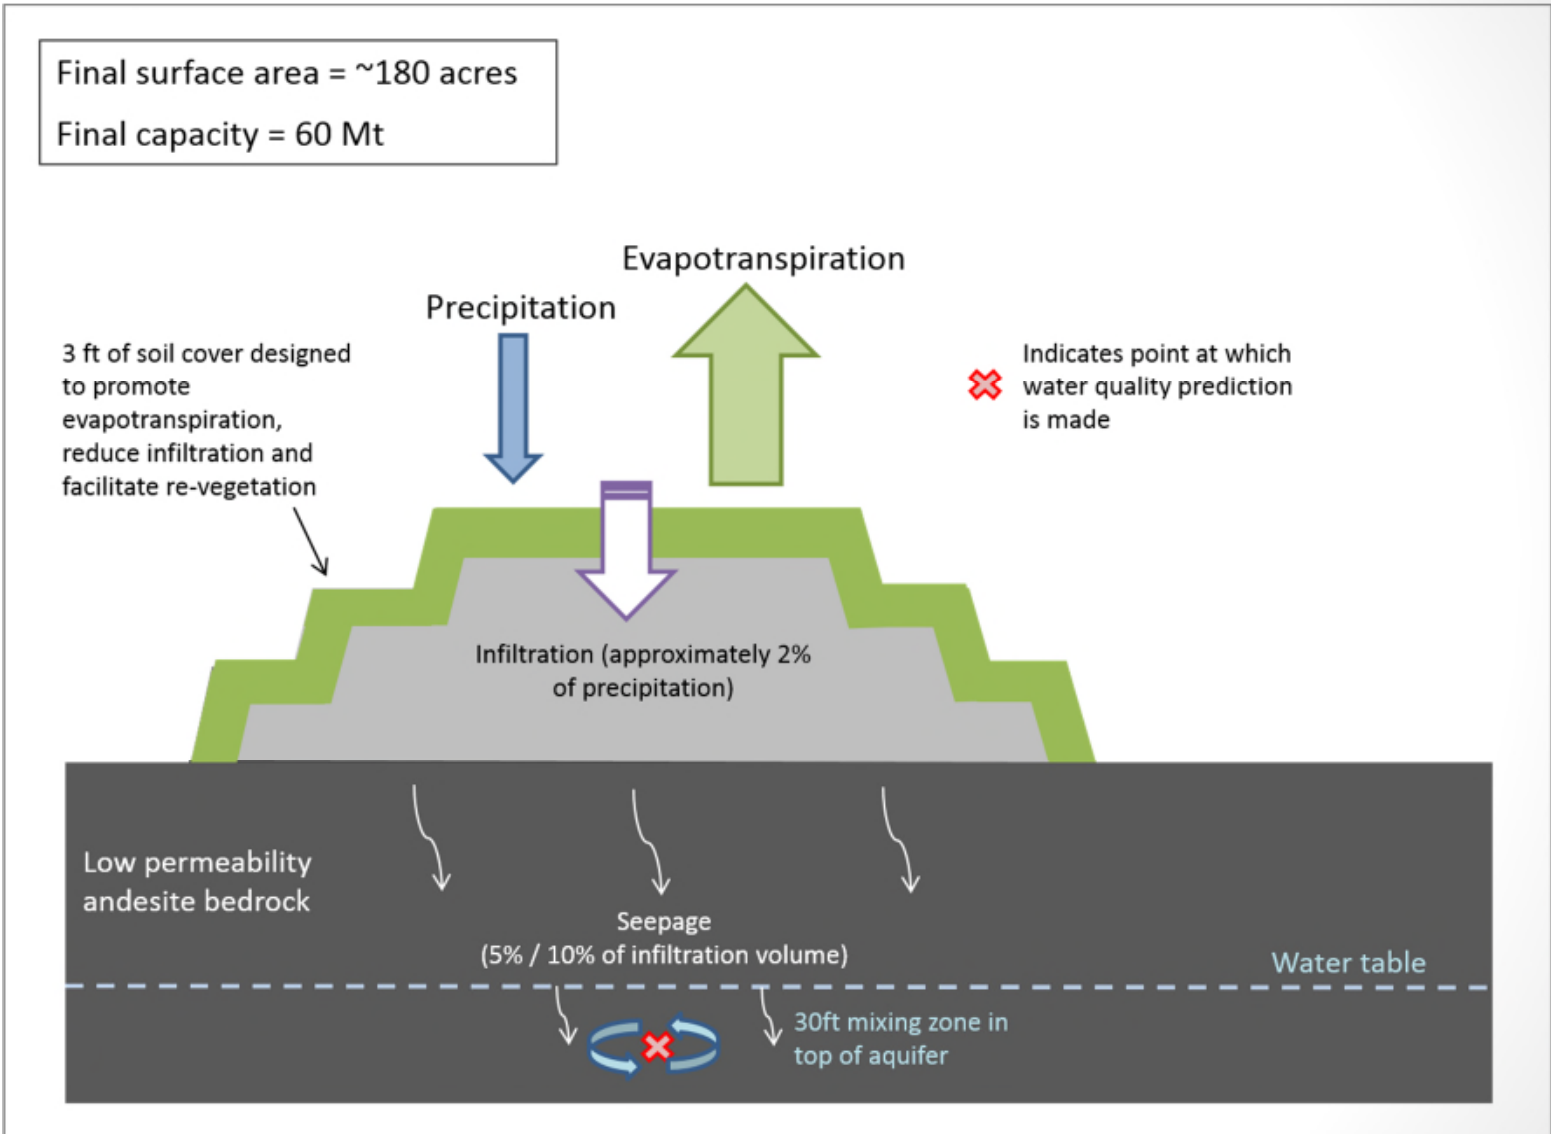 Final surface area = ~180 acres
Final capacity = 60 Mt
Evapotranspiration
Precipitation
3 ft of soil cover designed
to promote
evapotranspiration,
reduce infiltration and
facilitate re-vegetation
Indicates point at which
water quality prediction
is made
Infiltration (approximately 2%
of precipitation)
Low permeability
andesite bedrock
Seepage
(5% / 10% of infiltration volume)
Water table
30ft mixing zone in
top of aquifer